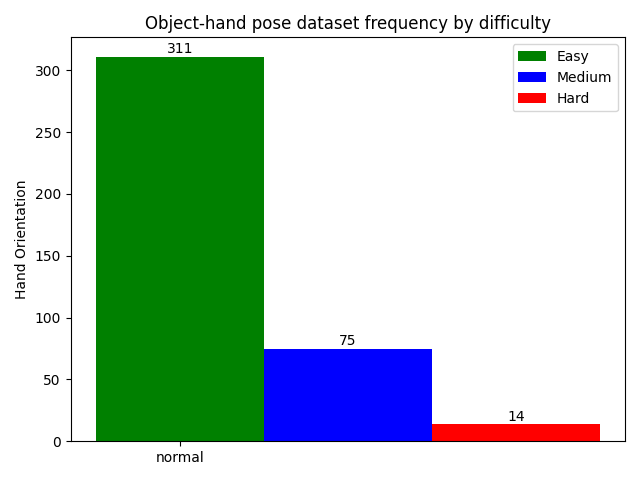 Object-hand pose dataset frequency by difficulty
311
300
250
200
150
100
50
0
Hand Orientation
75
14
Easy
Medium
Hard
normal